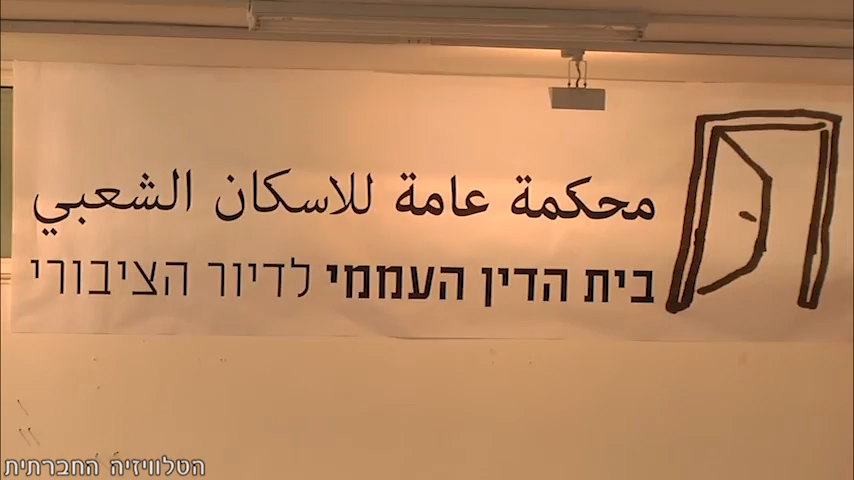 محكمة عامة للاسكان الشعبي
בית הדין העממי לדיור הציבורי
הטלוויזיה החברתית